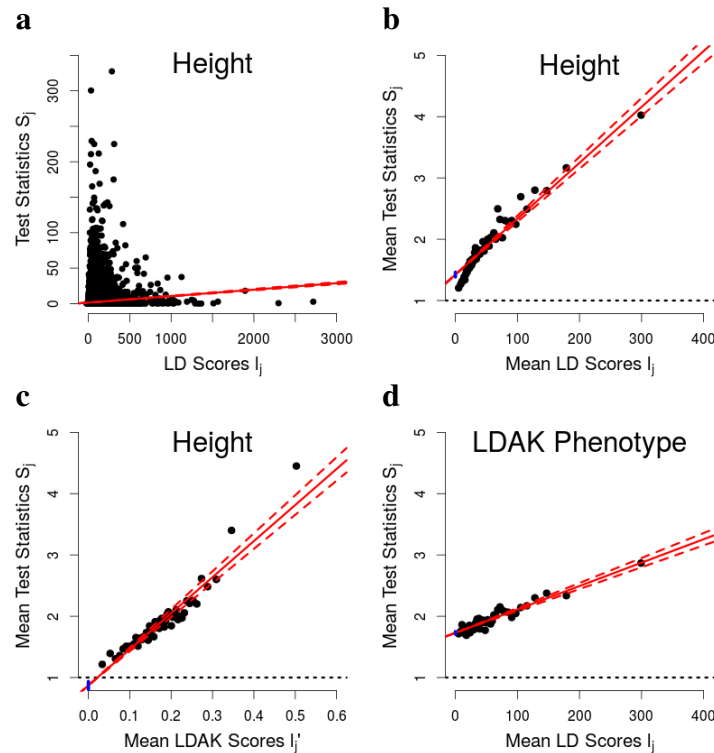 a
Height
Test Statistics Sj
0
50
100
150
200
300
0
500
1000
2000
3000
LD Scores lj
b
Height
Mean Test Statistics Sj
1
2
3
4
5
0
100
200
300
400
Mean LD Scores lj
c
Height
Mean Test Statistics Sj
1
2
3
4
5
0.0
0.1
0.2
0.3
0.4
0.5
0.6
Mean LDAK Scores lj'
d
LDAK Phenotype
Mean Test Statistics Sj
1
2
3
4
5
0
100
200
300
400
Mean LD Scores lj